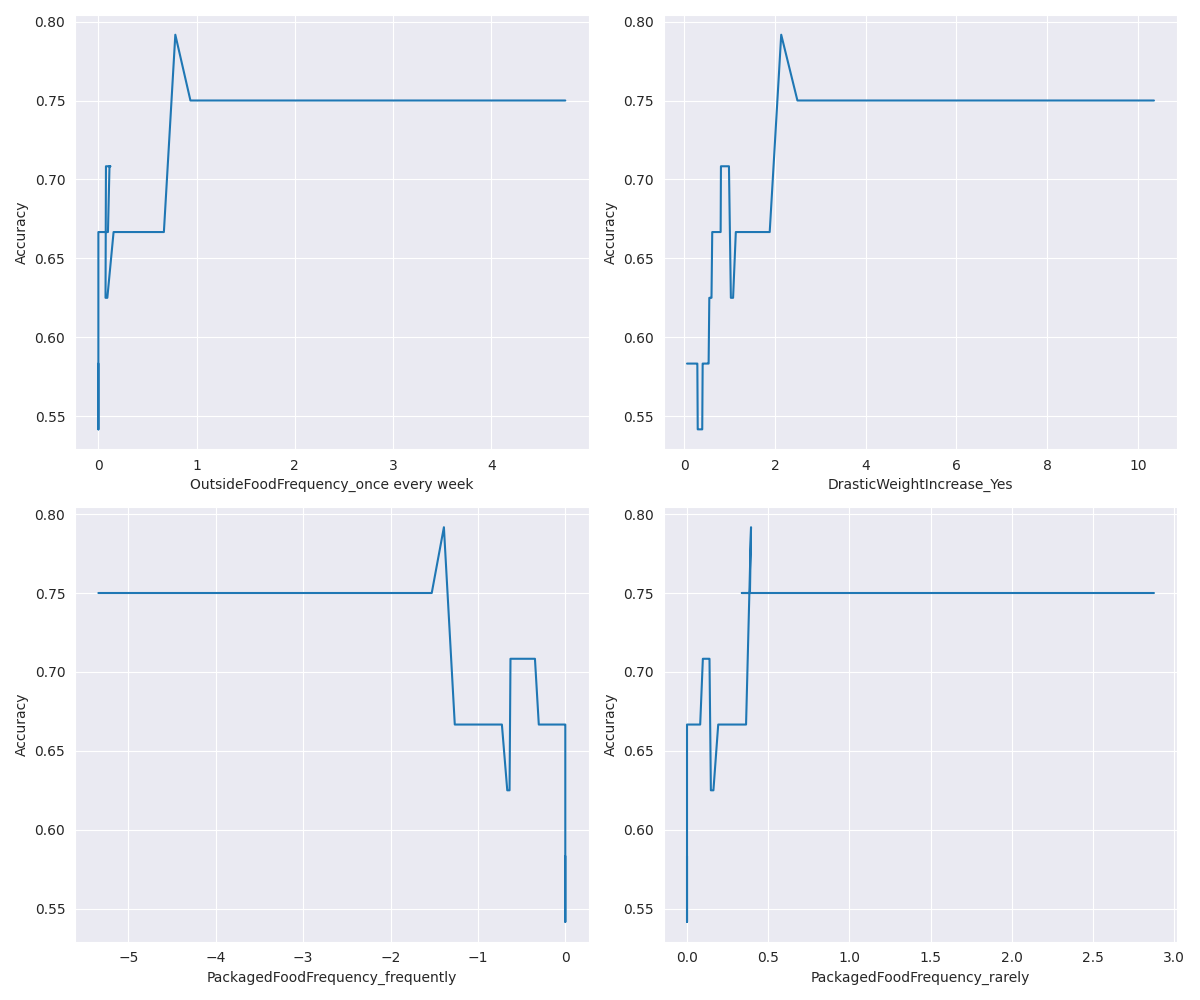 0.80
0.75
0.70
0.65
0.60
0.55
Accuracy
0 1 2 3 4
OutsideFoodFrequency_once every week
0.80
0.75
0.70
0.65
0.60
0.55
Accuracy
0 2 4 6 8 10
DrasticWeightIncrease_Yes
0.80
0.75
0.70
0.65
0.60
0.55
Accuracy
−5 −4 −3 −2 −1 0
PackagedFoodFrequency_frequently
0.80
0.75
0.70
0.65
0.60
0.55
Accuracy
0.0 0.5 1.0 1.5 2.0 2.5 3.0
PackagedFoodFrequency_rarely